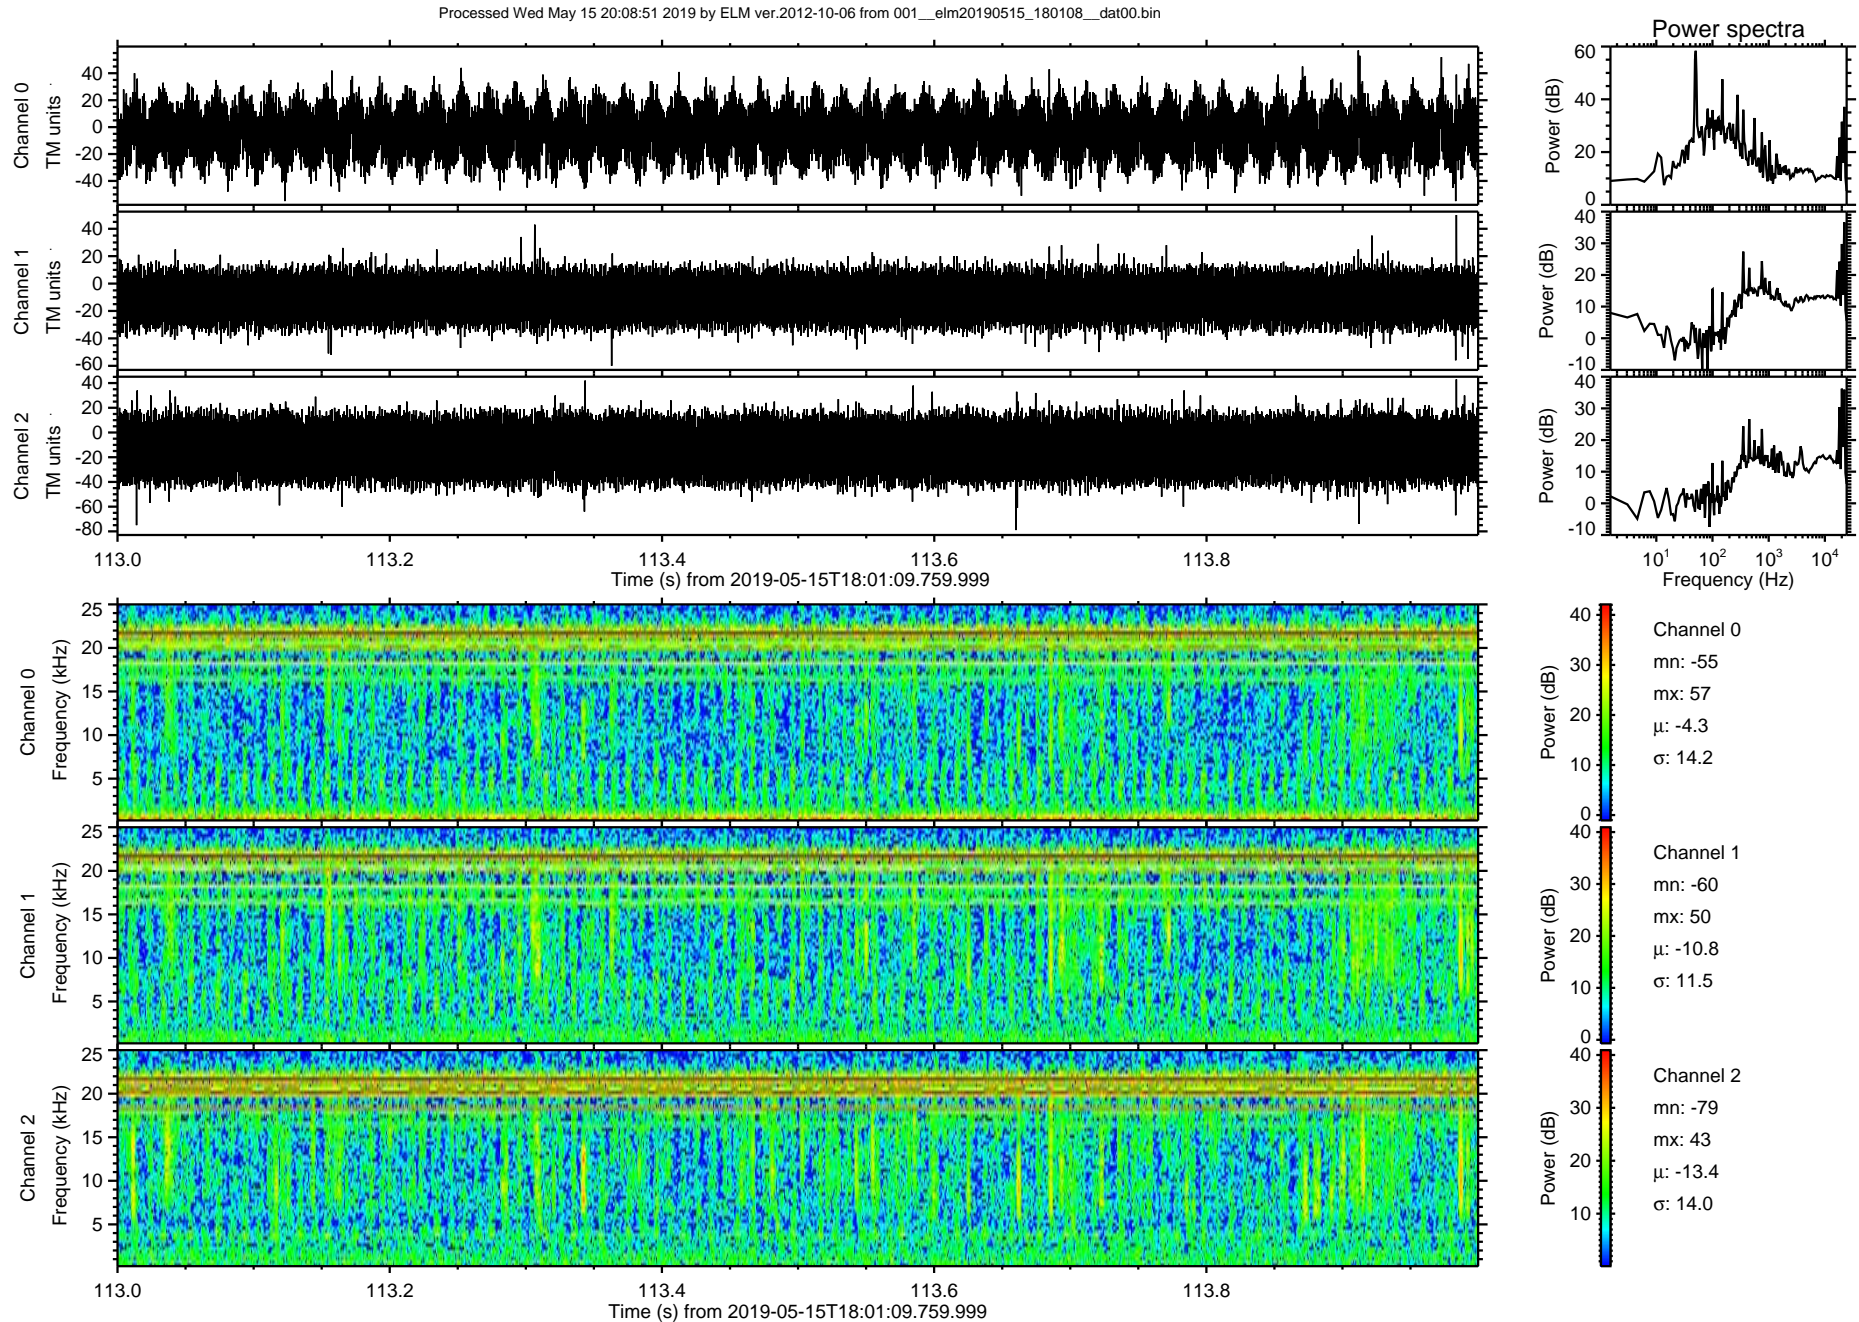 Processed Wed May 15 20:08:51 2019 by ELM ver.2012-10-06 from 001__elm20190515_180108__dat00.bin
Power spectra
Channel 0
TM units
40
20
0
-20
-40
Power (dB)
60
40
20
0
Channel 1
TM units
40
20
0
-20
-40
-60
Power (dB)
40
30
20
10
0
-10
Channel 2
TM units
40
20
0
-20
-40
-60
-80
Power (dB)
40
30
20
10
0
-10
113.0 113.2 113.4 113.6 113.8
Time (s) from 2019-05-15T18:01:09.759.999
10¹ 10² 10³ 10⁴
Frequency (Hz)
Channel 0
Frequency (kHz)
25
20
15
10
5
Power (dB)
40
30
20
10
0
Channel 0
mn: -55
mx: 57
μ: -4.3
σ: 14.2
Channel 1
Frequency (kHz)
25
20
15
10
5
Power (dB)
40
30
20
10
0
Channel 1
mn: -60
mx: 50
μ: -10.8
σ: 11.5
Channel 2
Frequency (kHz)
25
20
15
10
5
Power (dB)
40
30
20
10
Channel 2
mn: -79
mx: 43
μ: -13.4
σ: 14.0
113.0 113.2 113.4 113.6 113.8
Time (s) from 2019-05-15T18:01:09.759.999